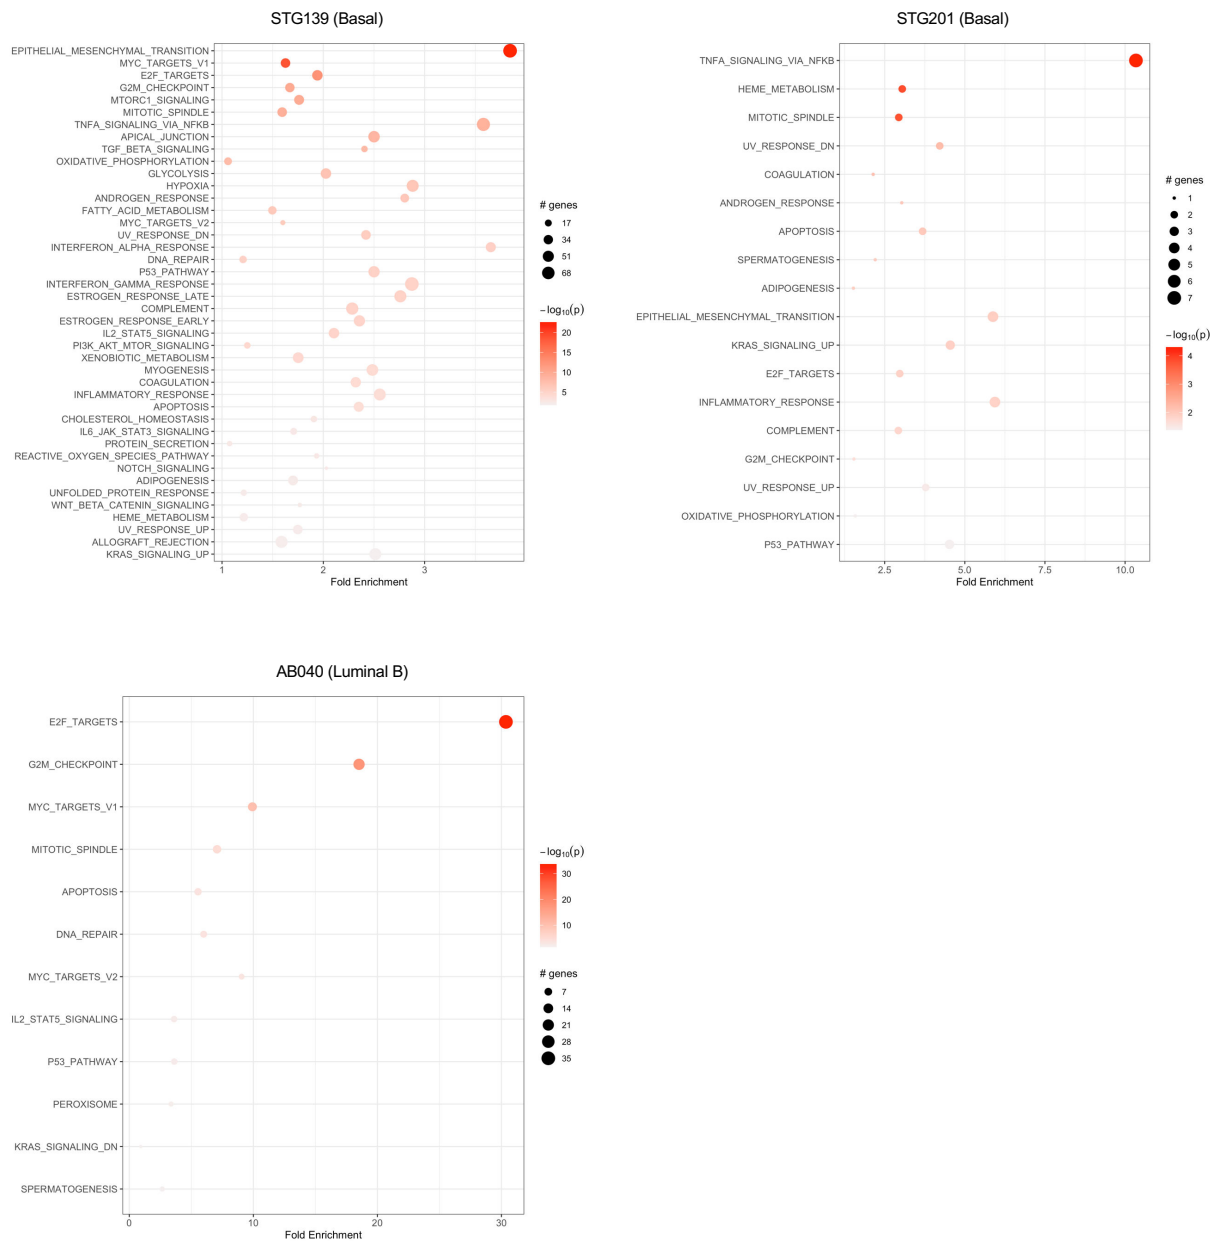 STG139 (Basal)
EPITHELIAL_MESENCHYMAL_TRANSITION
MYC_TARGETS_V1
E2F_TARGETS
G2M_CHECKPOINT
MTORC1_SIGNALING
MITOTIC_SPINDLE
TNFA_SIGNALING_VIA_NFKB
APICAL_JUNCTION
TGF_BETA_SIGNALING
OXIDATIVE_PHOSPHORYLATION
GLYCOLYSIS
HYPOXIA
ANDROGEN_RESPONSE
FATTY_ACID_METABOLISM
MYC_TARGETS_V2
UV_RESPONSE_DN
INTERFERON_ALPHA_RESPONSE
DNA_REPAIR
P53_PATHWAY
INTERFERON_GAMMA_RESPONSE
ESTROGEN_RESPONSE_LATE
COMPLEMENT
ESTROGEN_RESPONSE_EARLY
IL2_STAT5_SIGNALING
PI3K_AKT_MTOR_SIGNALING
XENOBIOTIC_METABOLISM
MYOGENESIS
COAGULATION
INFLAMMATORY_RESPONSE
APOPTOSIS
CHOLESTEROL_HOMEOSTASIS
IL6_JAK_STAT3_SIGNALING
PROTEIN_SECRETION
REACTIVE_OXYGEN_SPECIES_PATHWAY
NOTCH_SIGNALING
ADIPOGENESIS
UNFOLDED_PROTEIN_RESPONSE
WNT_BETA_CATENIN_SIGNALING
HEME_METABOLISM
UV_RESPONSE_UP
ALLOGRAFT_REJECTION
KRAS_SIGNALING_UP
1 2 3
Fold Enrichment
# genes
17
34
51
68
−log₁₀(p)
20
15
10
5
STG201 (Basal)
TNFA_SIGNALING_VIA_NFKB
HEME_METABOLISM
MITOTIC_SPINDLE
UV_RESPONSE_DN
COAGULATION
ANDROGEN_RESPONSE
APOPTOSIS
SPERMATOGENESIS
ADIPOGENESIS
EPITHELIAL_MESENCHYMAL_TRANSITION
KRAS_SIGNALING_UP
E2F_TARGETS
INFLAMMATORY_RESPONSE
COMPLEMENT
G2M_CHECKPOINT
UV_RESPONSE_UP
OXIDATIVE_PHOSPHORYLATION
P53_PATHWAY
2.5 5.0 7.5 10.0
Fold Enrichment
# genes
1
2
3
4
5
6
7
−log₁₀(p)
4
3
2
AB040 (Luminal B)
E2F_TARGETS
G2M_CHECKPOINT
MYC_TARGETS_V1
MITOTIC_SPINDLE
APOPTOSIS
DNA_REPAIR
MYC_TARGETS_V2
IL2_STAT5_SIGNALING
P53_PATHWAY
PEROXISOME
KRAS_SIGNALING_DN
SPERMATOGENESIS
0 10 20 30
Fold Enrichment
−log₁₀(p)
30
20
10
# genes
7
14
21
28
35